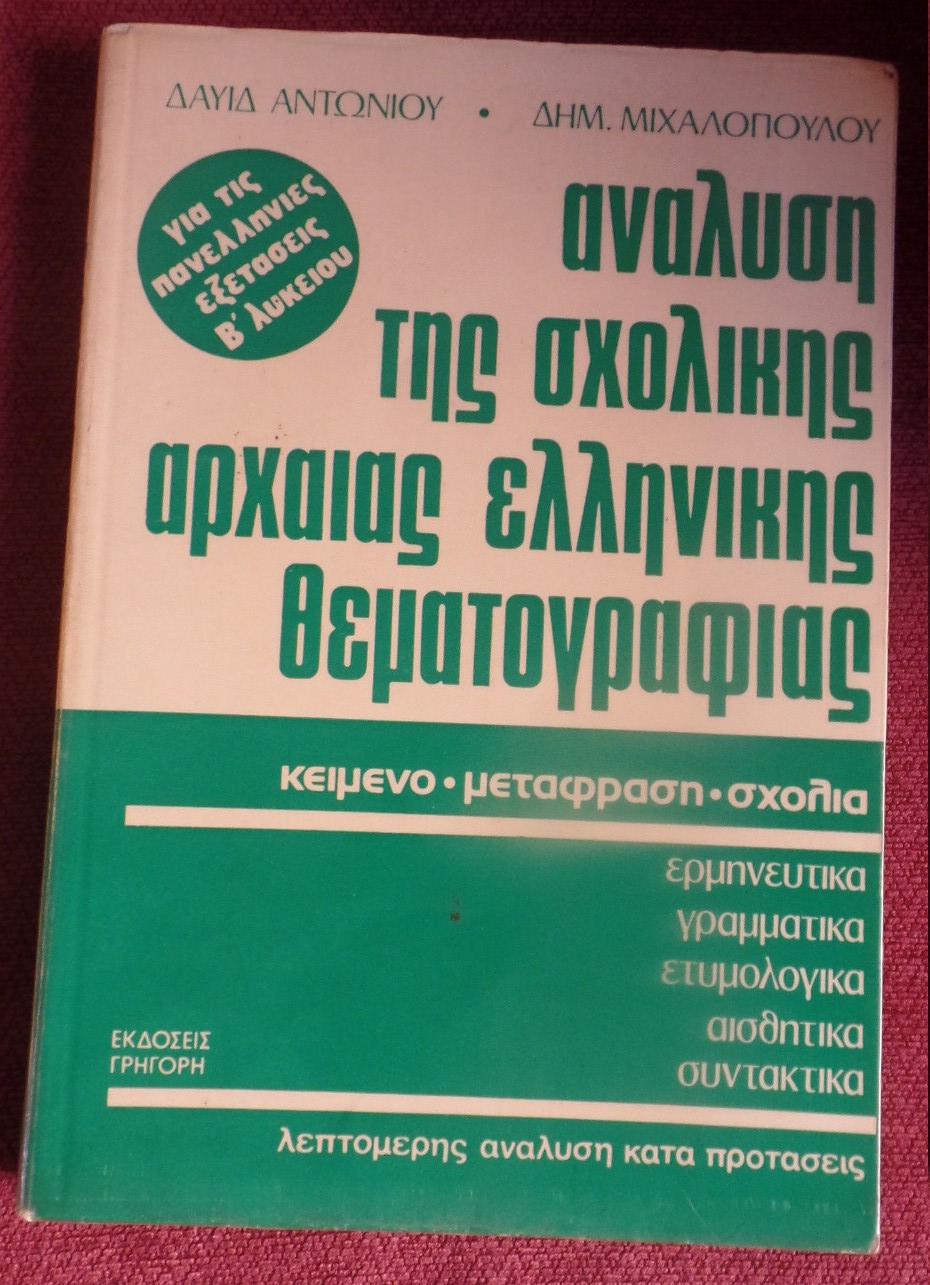 ΔΑΥΙΔ ΑΝΤΩΝΙΟΥ • ΔΗΜ. ΜΙΧΑΛΟΠΟΥΛΟΥ
για τις
πανελληνιες
εξετασεις
Β' λυκειου
αναλυση
της σχολικης
αρχαιας ελληνικης
θεματογραφιας
κειμενο • μεταφραση • σχολια
ερμηνευτικα
γραμματικα
ετυμολογικα
αισθητικα
συντακτικα
ΕΚΔΟΣΕΙΣ
ΓΡΗΓΟΡΗ
λεπτομερης αναλυση κατα προτασεις